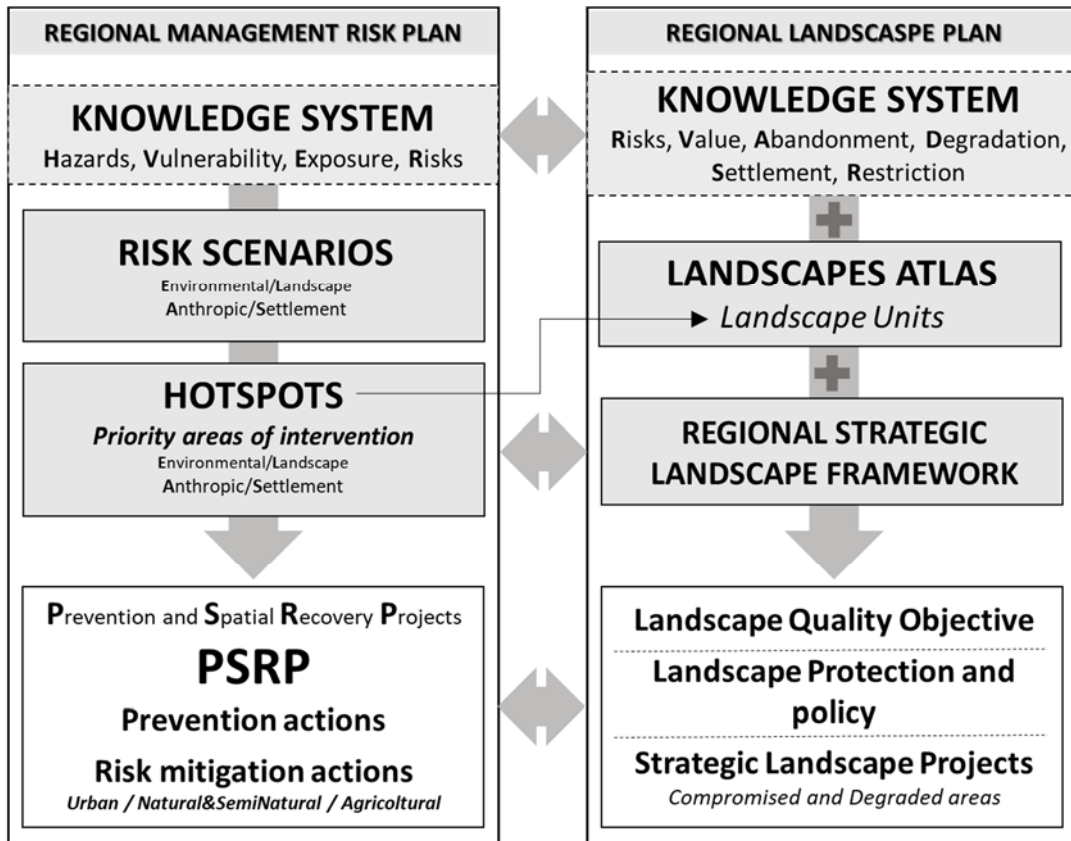 REGIONAL MANAGEMENT RISK PLAN
KNOWLEDGE SYSTEM
Hazards, Vulnerability, Exposure, Risks
RISK SCENARIOS
Environmental/Landscape
Anthropic/Settlement
HOTSPOTS
Priority areas of intervention
Environmental/Landscape
Anthropic/Settlement
Prevention and Spatial Recovery Projects
PSRP
Prevention actions
Risk mitigation actions
Urban / Natural&SemiNatural / Agricoltural
REGIONAL LANDSCASPE PLAN
KNOWLEDGE SYSTEM
Risks, Value, Abandonment, Degradation,
Settlement, Restriction
LANDSCAPES ATLAS
Landscape Units
REGIONAL STRATEGIC
LANDSCAPE FRAMEWORK
Landscape Quality Objective
Landscape Protection and
policy
Strategic Landscape Projects
Compromised and Degraded areas